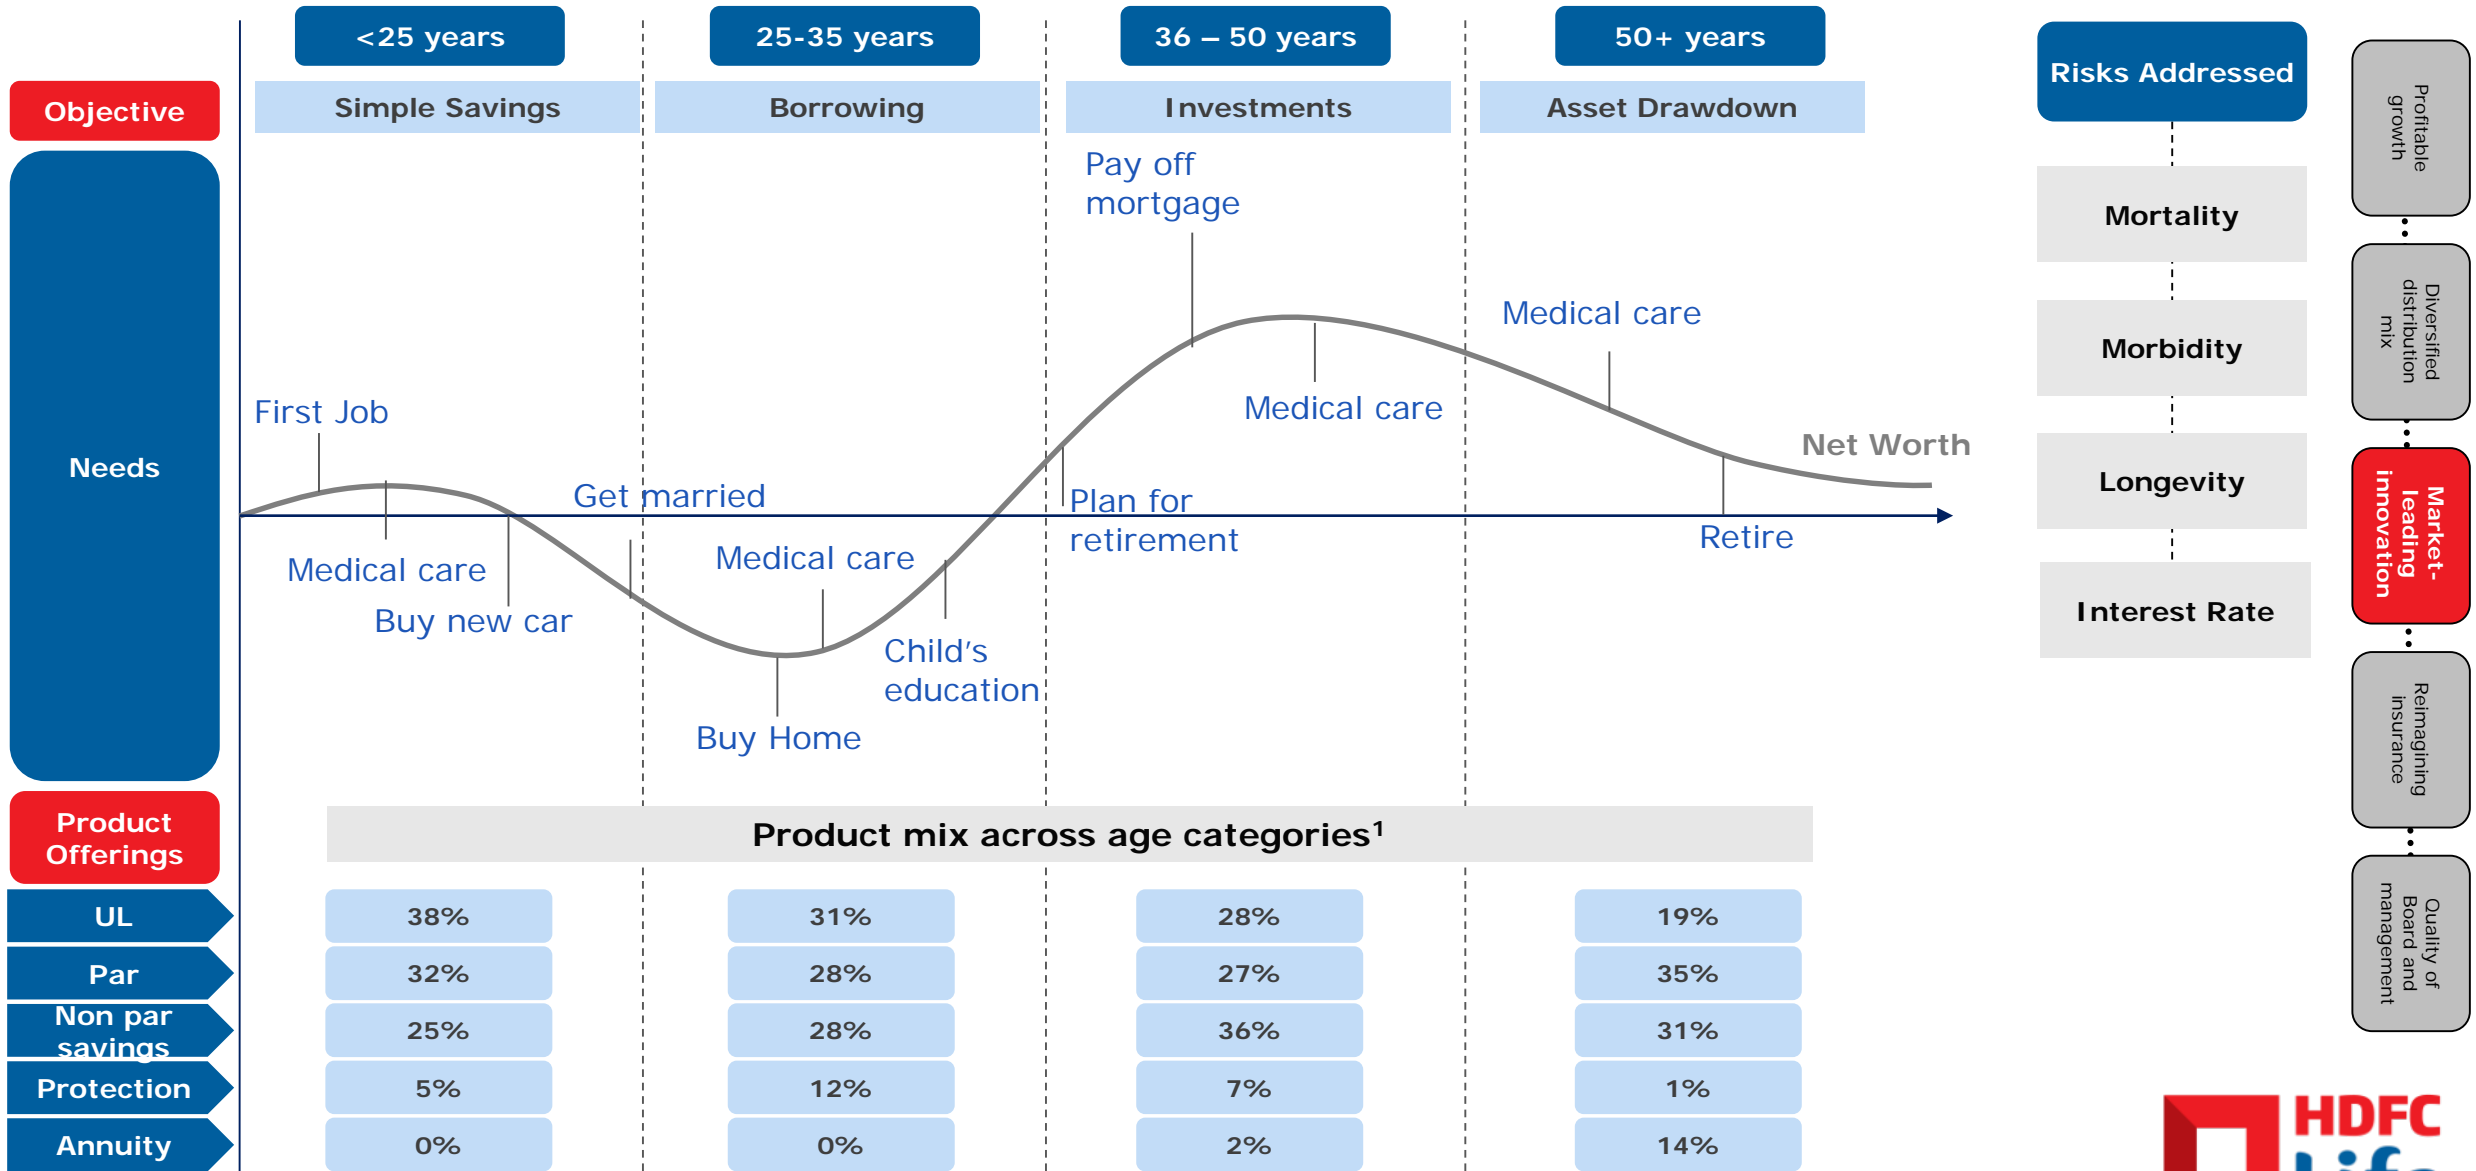 <25 years
25-35 years
36 – 50 years
50+ years
Objective
Simple Savings
Borrowing
Investments
Asset Drawdown
Needs
First Job
Medical care
Buy new car
Get married
Medical care
Buy Home
Child's
education
Pay off
mortgage
Plan for
retirement
Medical care
Medical care
Retire
Net Worth
Product
Offerings
Product mix across age categories¹
UL
38%
31%
28%
19%
Par
32%
28%
27%
35%
Non par
savings
25%
28%
36%
31%
Protection
5%
12%
7%
1%
Annuity
0%
0%
2%
14%
Risks Addressed
Mortality
Morbidity
Longevity
Interest Rate
Profitable
growth
Diversified
distribution
mix
Market-
leading
innovation
Reimagining
insurance
Quality of
Board and
management
HDFC
Life